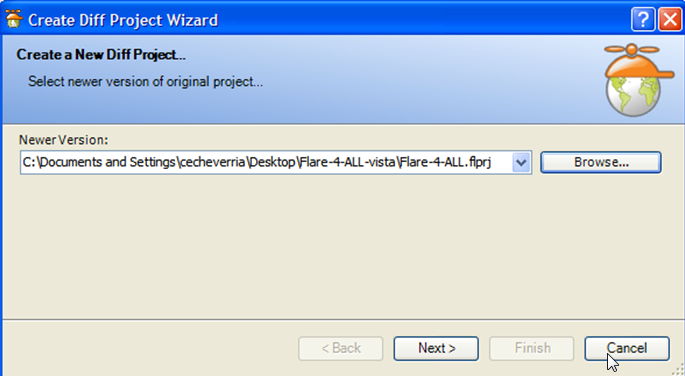 Create Diff Project Wizard
Create a New Diff Project...
Select newer version of original project...
Newer Version:
C:\Documents and Settings\cecheverria\Desktop\Flare-4-ALL-vista\Flare-4-ALL.flprj
Browse...
< Back
Next >
Finish
Cancel